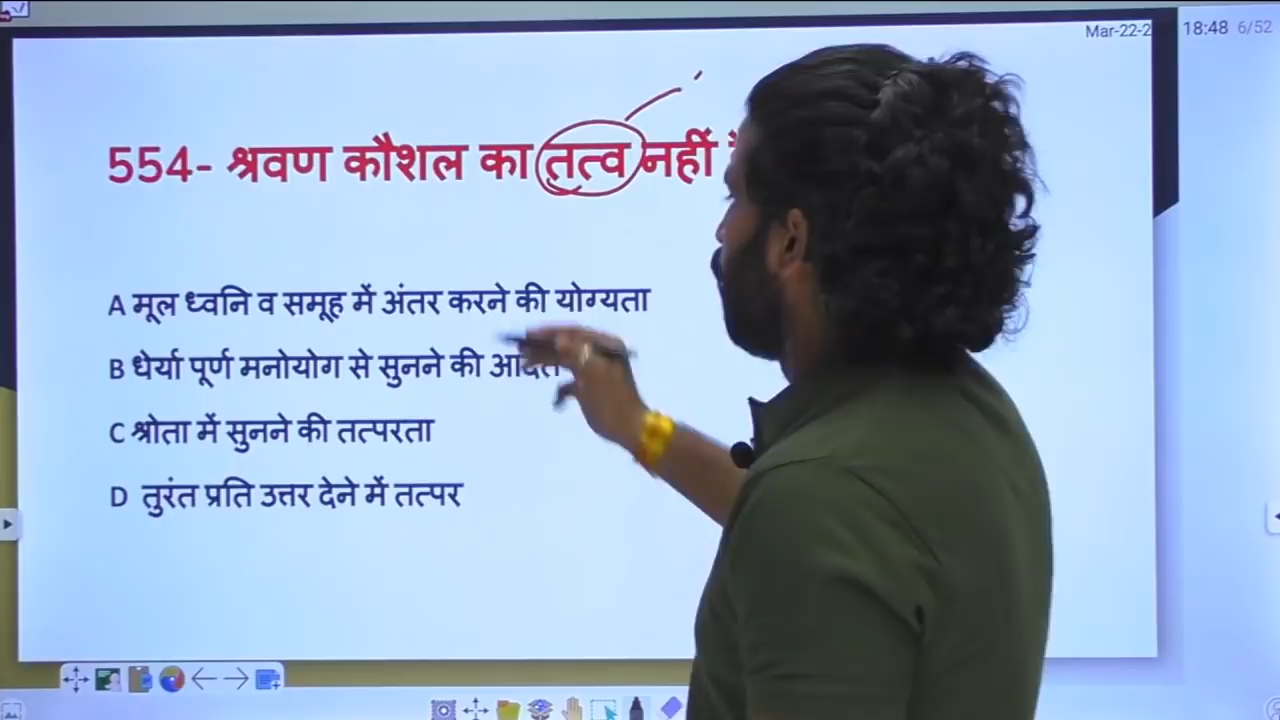 Mar-22-2
18:48 6/52
554- श्रवण कौशल का तत्व नहीं
A मूल ध्वनि व समूह में अंतर करने की योग्यता
B धेर्या पूर्ण मनोयोग से सुनने की आदत
C श्रोता में सुनने की तत्परता
D तुरंत प्रति उत्तर देने में तत्पर